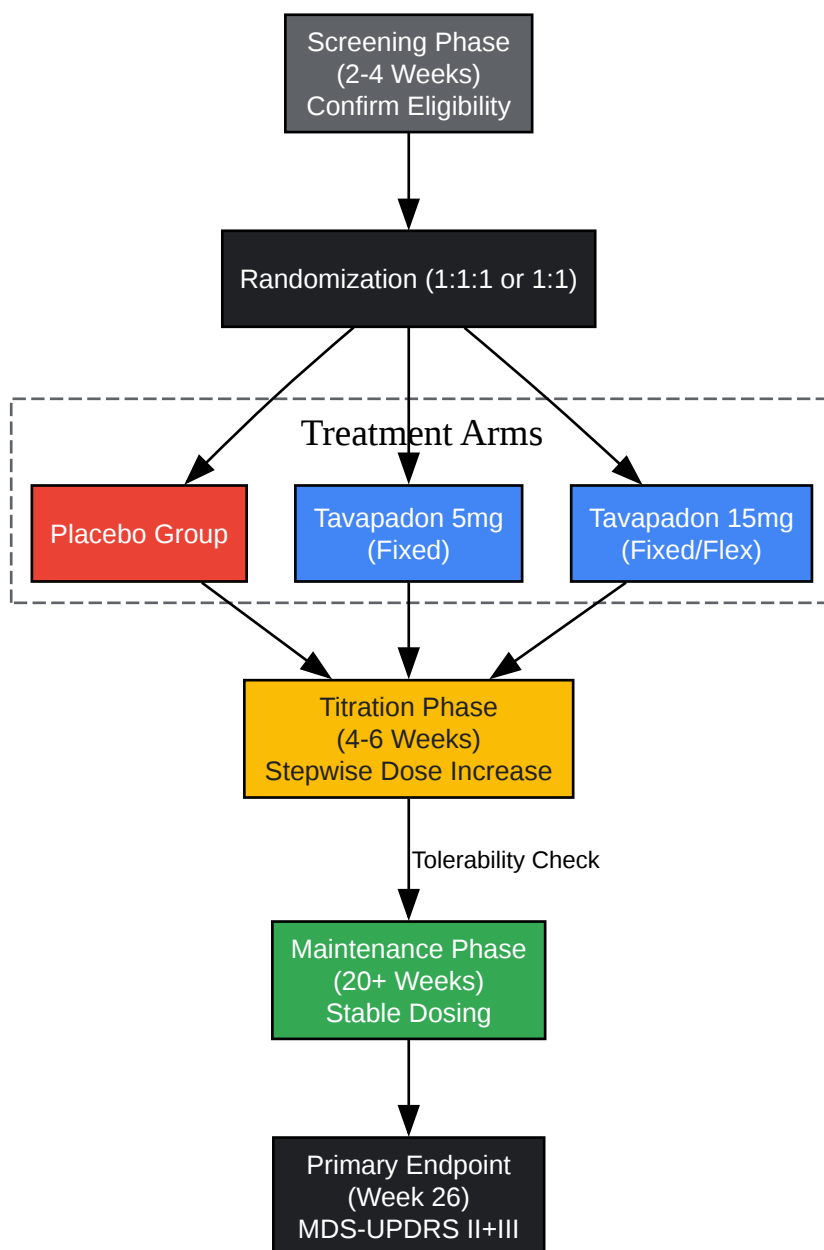 Screening Phase
(2-4 Weeks)
Confirm Eligibility
Randomization (1:1:1 or 1:1)
Treatment Arms
Placebo Group
Tavapadon 5mg
(Fixed)
Tavapadon 15mg
(Fixed/Flex)
Titration Phase
(4-6 Weeks)
Stepwise Dose Increase
Tolerability Check
Maintenance Phase
(20+ Weeks)
Stable Dosing
Primary Endpoint
(Week 26)
MDS-UPDRS II+III